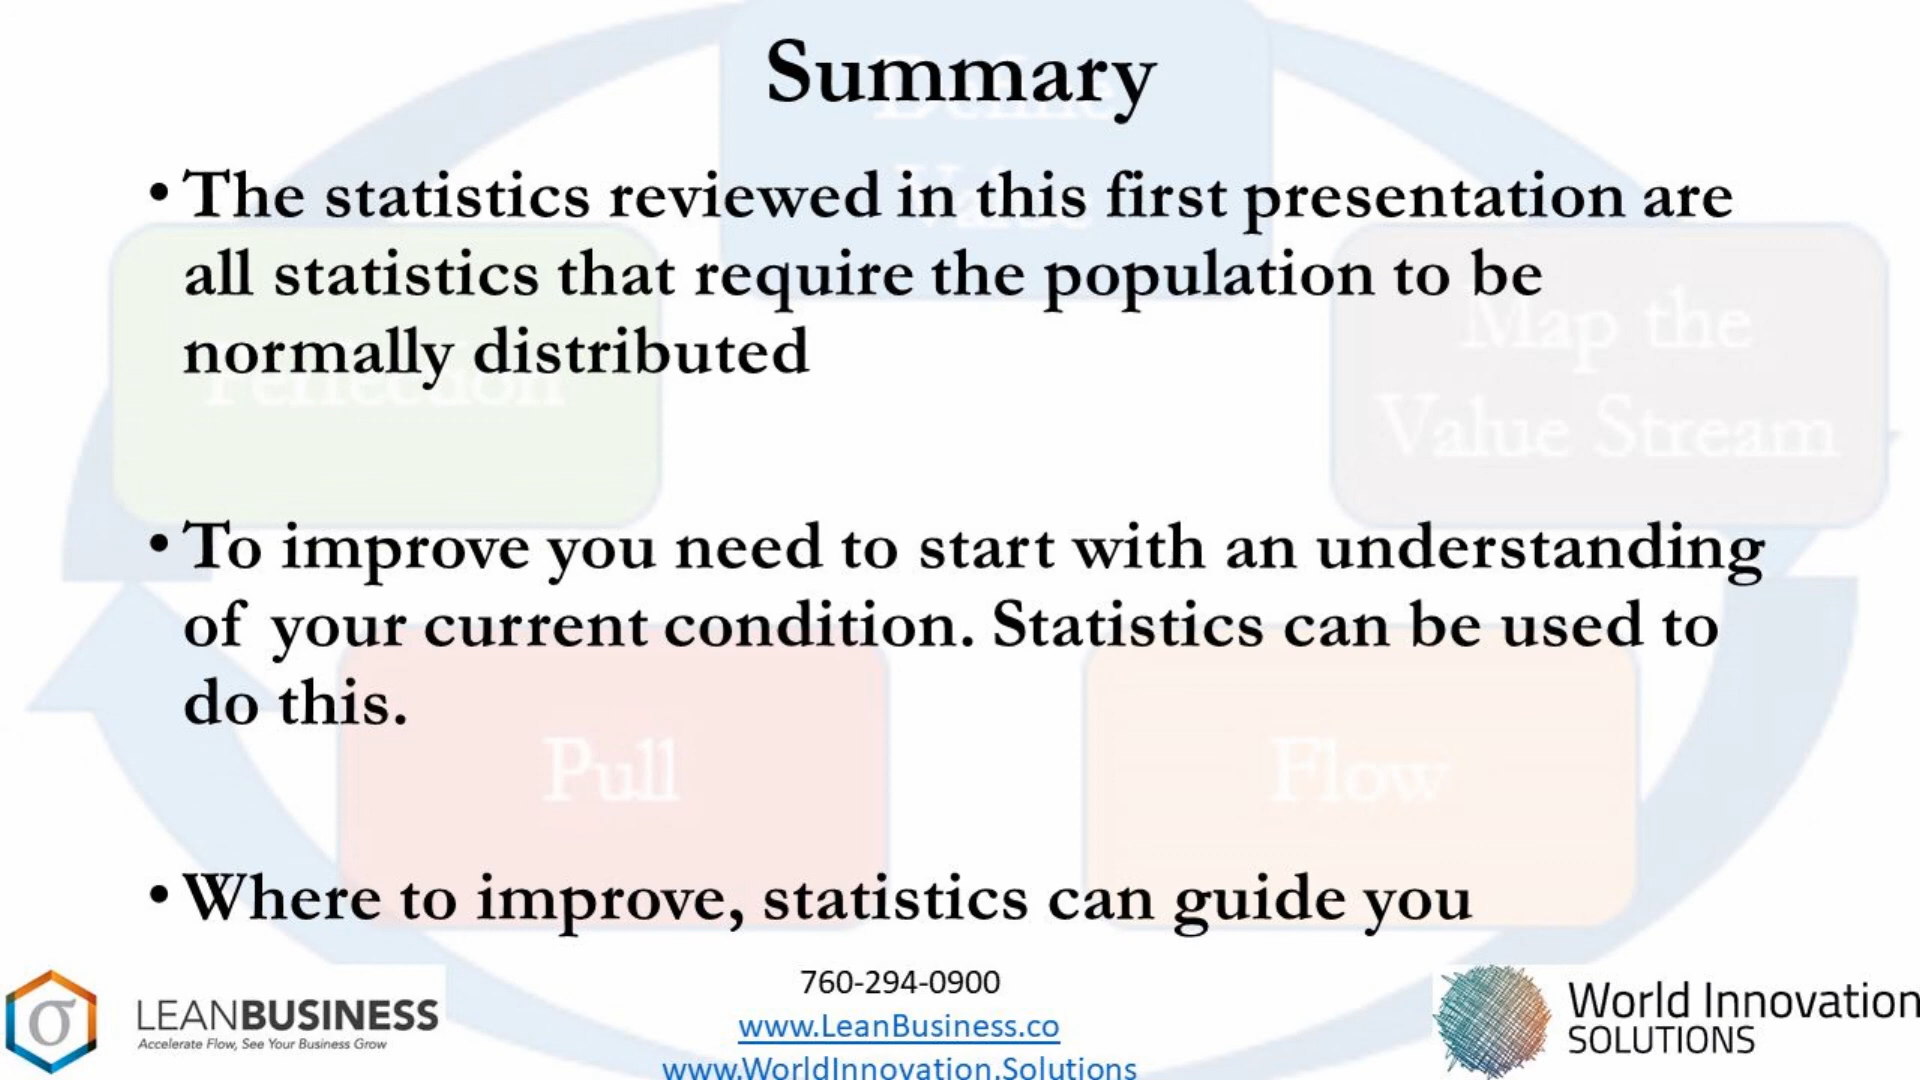 Summary
• The statistics reviewed in this first presentation are
all statistics that require the population to be
normally distributed
• To improve you need to start with an understanding
of your current condition. Statistics can be used to
do this.
• Where to improve, statistics can guide you
Define
Value
Map the
Value Stream
Flow
Pull
Perfection
LEANBUSINESS
Accelerate Flow, See Your Business Grow
760-294-0900
www.LeanBusiness.co
www.WorldInnovation.Solutions
World Innovation
SOLUTIONS